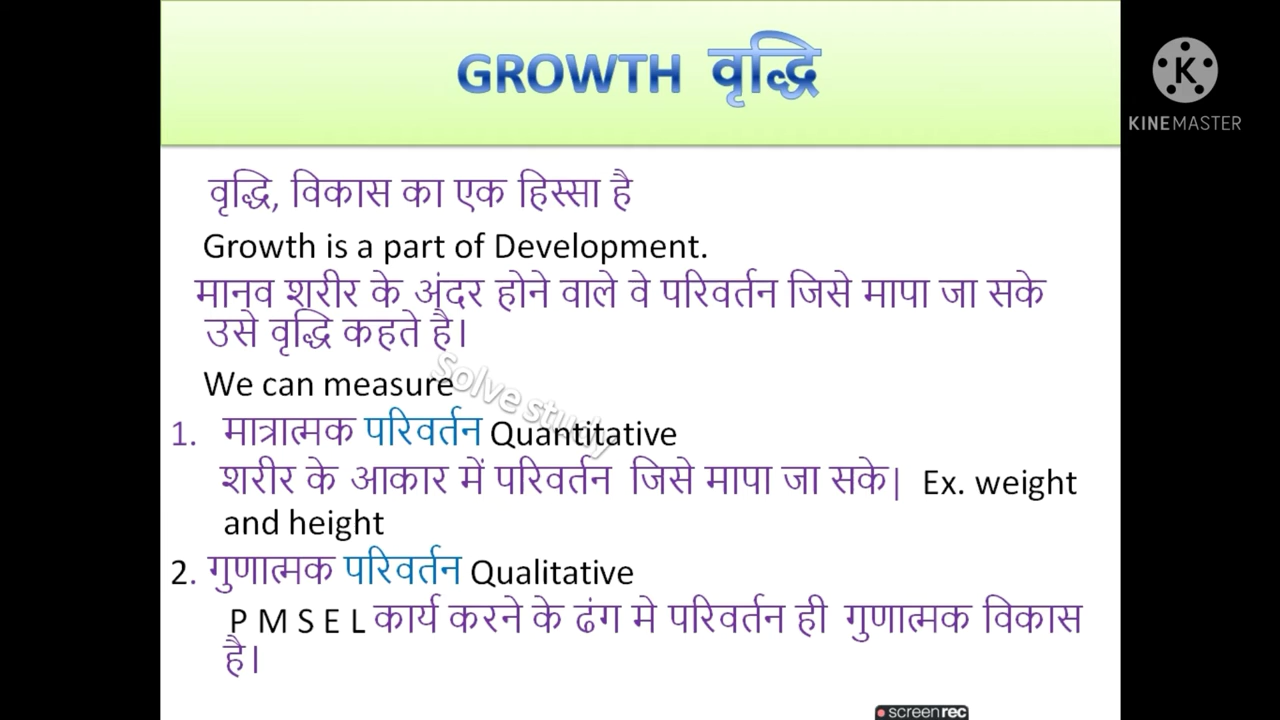 GROWTH वृद्धि
KINEMASTER
वृद्धि, विकास का एक हिस्सा है
Growth is a part of Development.
मानव शरीर के अंदर होने वाले वे परिवर्तन जिसे मापा जा सके
उसे वृद्धि कहते है।
We can measure
solve study
1. मात्रात्मक परिवर्तन Quantitative
शरीर के आकार में परिवर्तन जिसे मापा जा सके| Ex. weight
and height
2. गुणात्मक परिवर्तन Qualitative
P M S E L कार्य करने के ढंग मे परिवर्तन ही गुणात्मक विकास
है।
screenrec